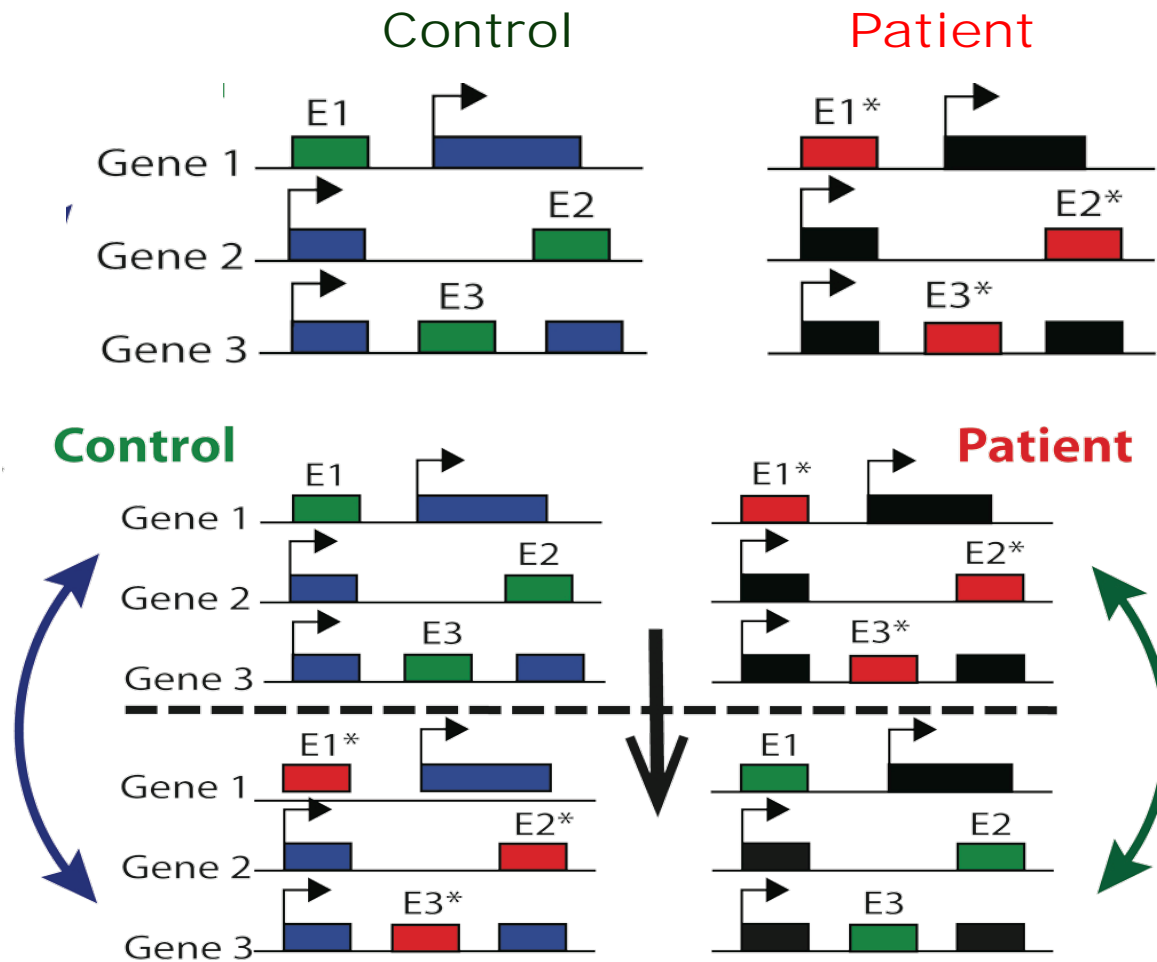 Control Patient
E1 E1*
Gene 1
E2 E2*
Gene 2
E3 E3*
Gene 3
Control Patient
E1 E1*
Gene 1
E2 E2*
Gene 2
E3 E3*
Gene 3
E1* E1
Gene 1
E2* E2
Gene 2
E3* E3
Gene 3